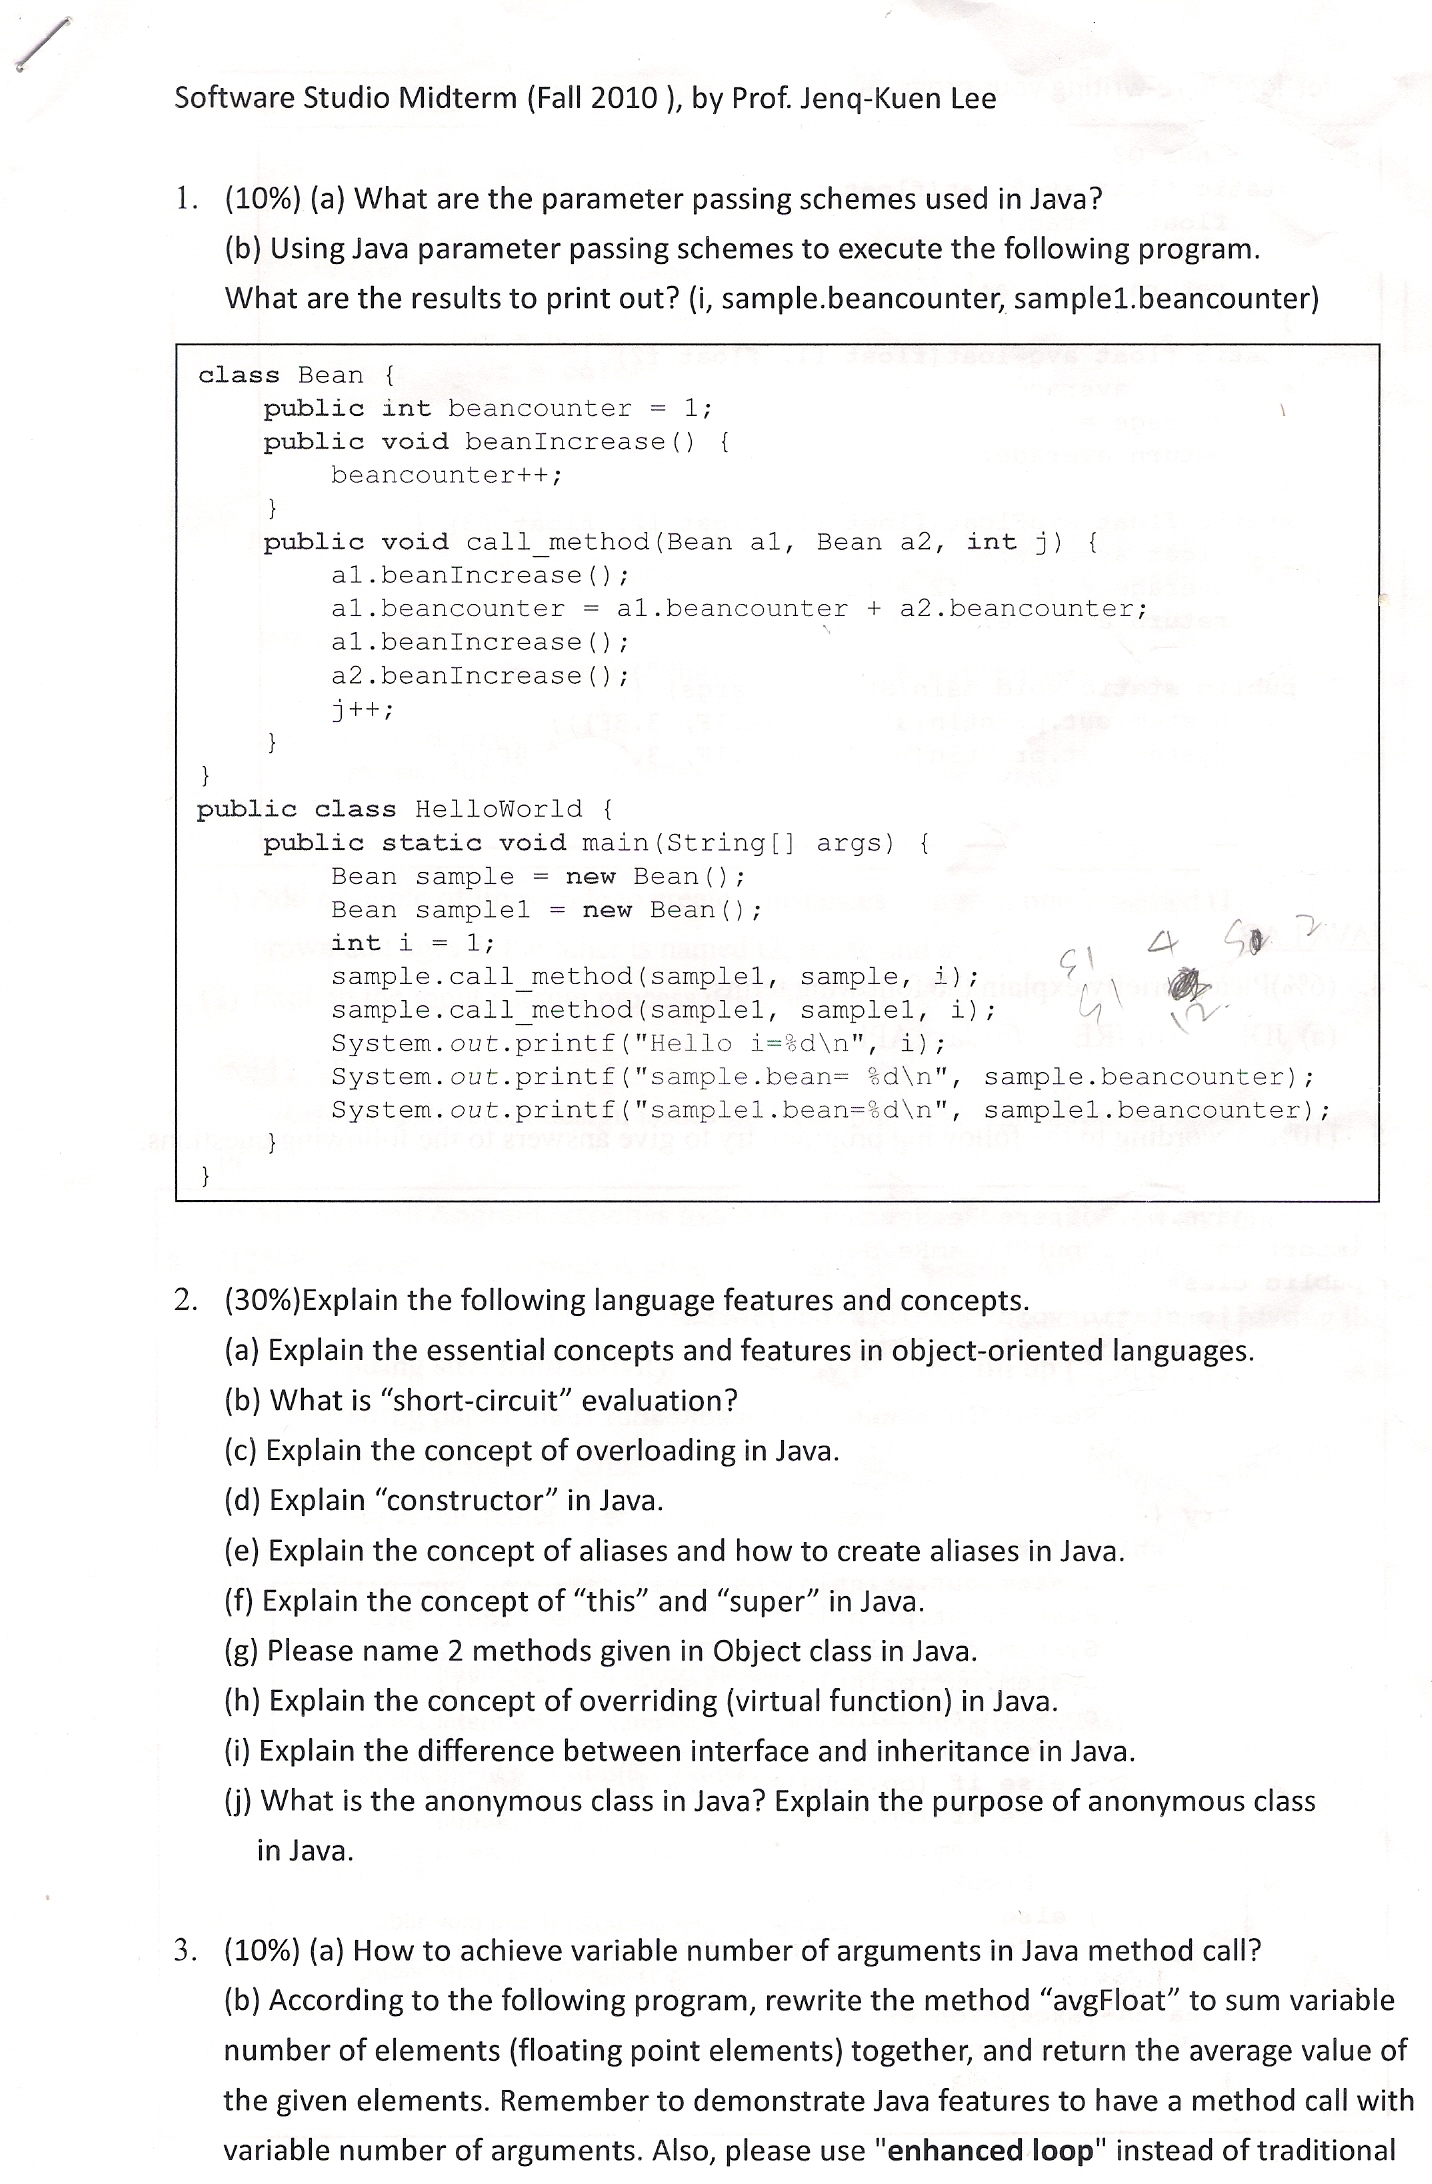 Software Studio Midterm (Fall 2010 ), by Prof. Jenq-Kuen Lee
1. (10%) (a) What are the parameter passing schemes used in Java?
(b) Using Java parameter passing schemes to execute the following program.
What are the results to print out? (i, sample.beancounter, sample1.beancounter)
class Bean {
public int beancounter = 1;
public void beanIncrease() {
beancounter++;
}
public void call_method(Bean a1, Bean a2, int j) {
a1.beanIncrease();
a1.beancounter = a1.beancounter + a2.beancounter;
a1.beanIncrease();
a2.beanIncrease();
j++;
}
}
public class HelloWorld {
public static void main(String[] args) {
Bean sample = new Bean();
Bean sample1 = new Bean();
int i = 1;
sample.call_method(sample1, sample, i); S1 4 2
sample.call_method(sample1, sample1, i); S1 12
System.out.printf("Hello i=%d\n", i);
System.out.printf("sample.bean= %d\n", sample.beancounter);
System.out.printf("sample1.bean=%d\n", sample1.beancounter);
}
}
2. (30%)Explain the following language features and concepts.
(a) Explain the essential concepts and features in object-oriented languages.
(b) What is “short-circuit” evaluation?
(c) Explain the concept of overloading in Java.
(d) Explain “constructor” in Java.
(e) Explain the concept of aliases and how to create aliases in Java.
(f) Explain the concept of “this” and “super” in Java.
(g) Please name 2 methods given in Object class in Java.
(h) Explain the concept of overriding (virtual function) in Java.
(i) Explain the difference between interface and inheritance in Java.
(j) What is the anonymous class in Java? Explain the purpose of anonymous class
in Java.
3. (10%) (a) How to achieve variable number of arguments in Java method call?
(b) According to the following program, rewrite the method “avgFloat” to sum variable
number of elements (floating point elements) together, and return the average value of
the given elements. Remember to demonstrate Java features to have a method call with
variable number of arguments. Also, please use "enhanced loop" instead of traditional